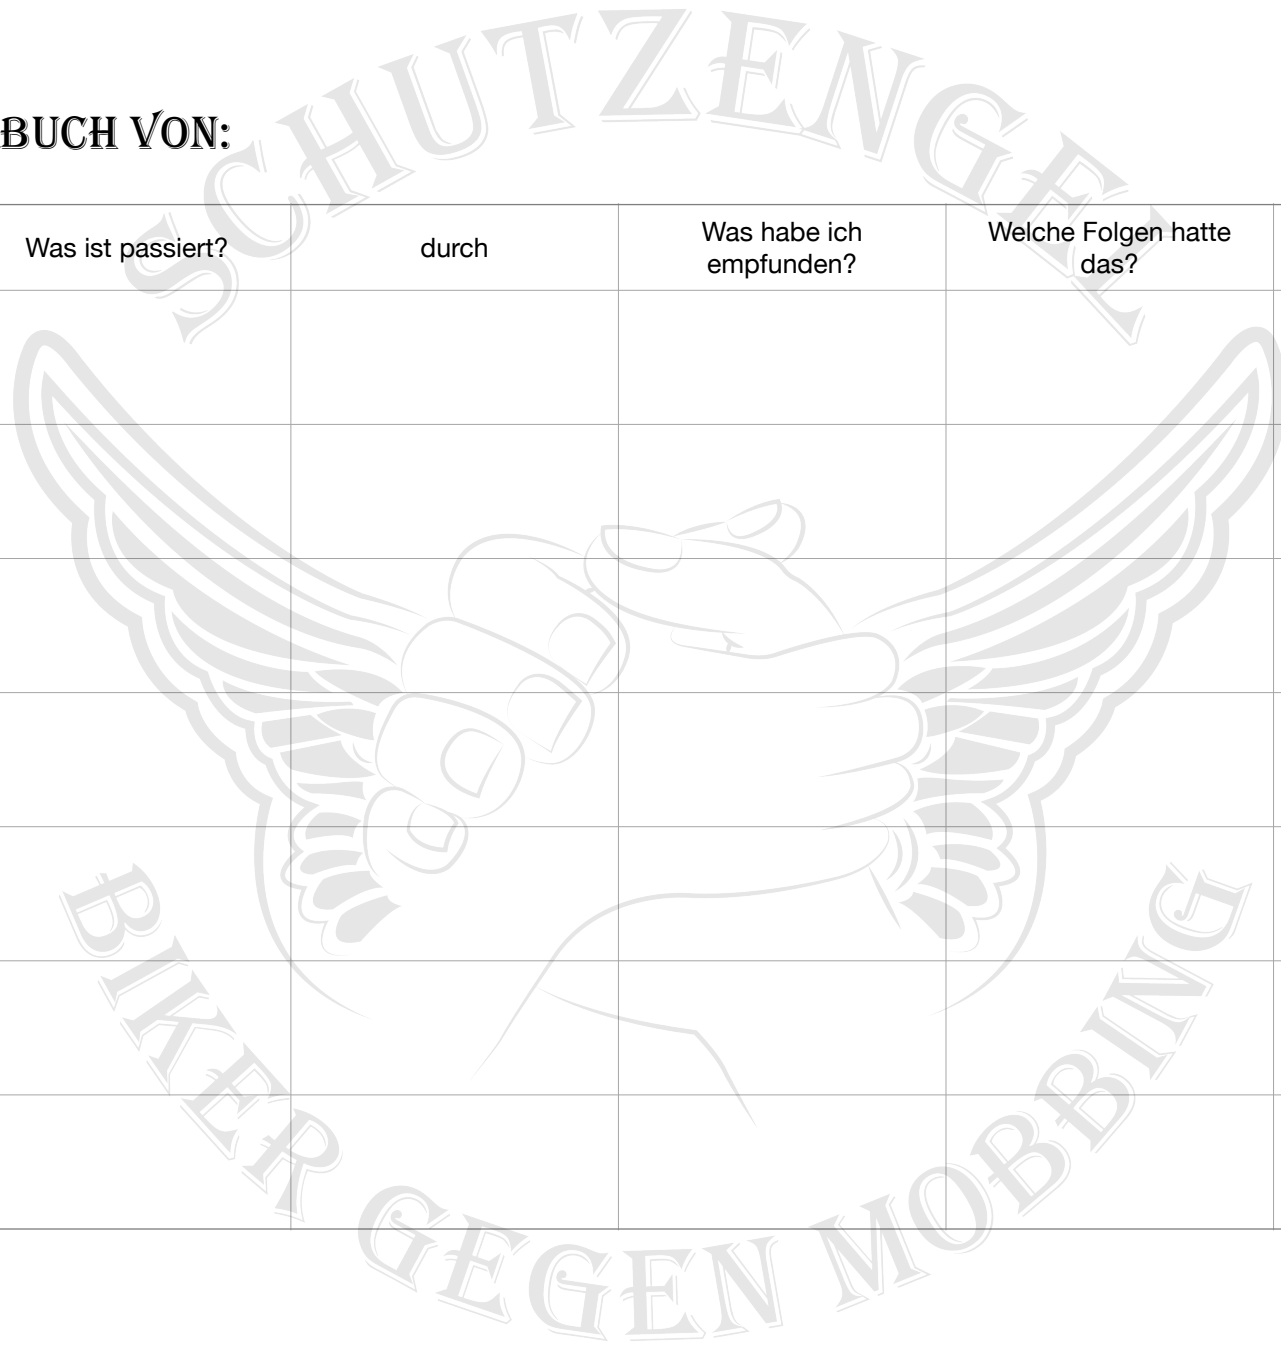 SCHUTZENGEL
BUCH VON:
Was ist passiert?
durch
Was habe ich
empfunden?
Welche Folgen hatte
das?
BIKER GEGEN MOBBING